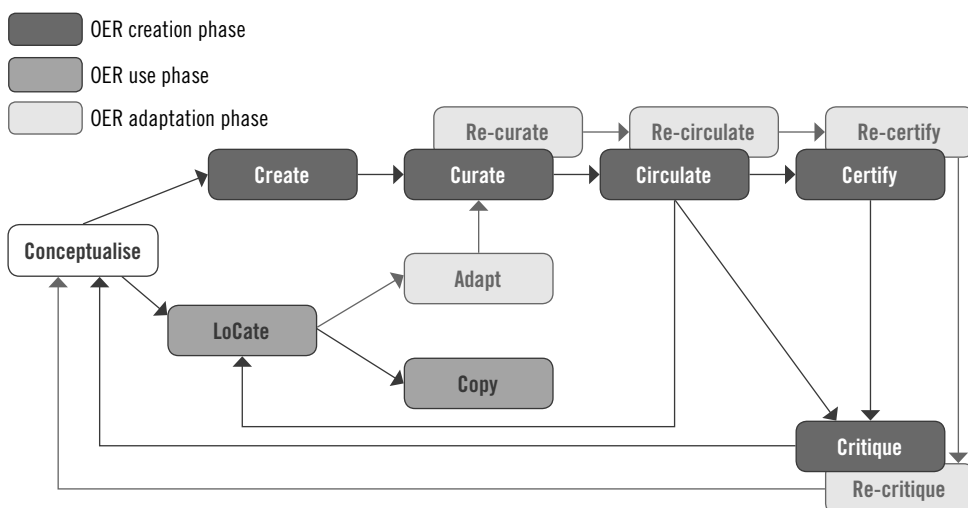 OER creation phase
OER use phase
OER adaptation phase
Re-curate
Re-circulate
Re-certify
Create
Curate
Circulate
Certify
Conceptualise
Adapt
LoCate
Copy
Critique
Re-critique